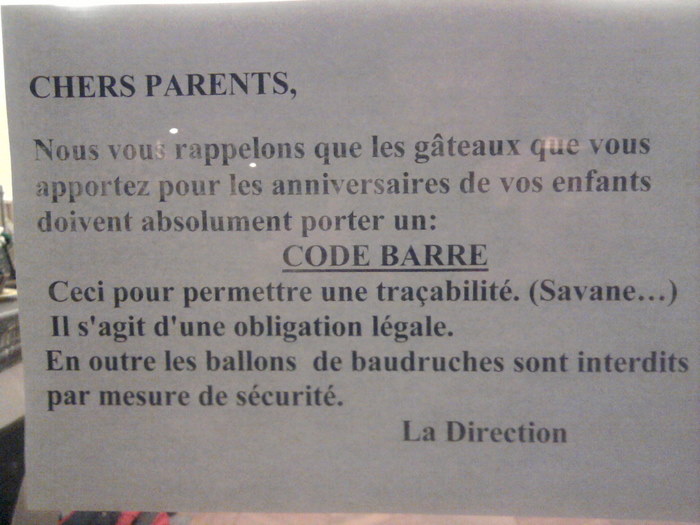 CHERS PARENTS,
Nous vous rappelons que les gâteaux que vous
apportez pour les anniversaires de vos enfants
doivent absolument porter un:
CODE BARRE
Ceci pour permettre une traçabilité. (Savane...)
Il s'agit d'une obligation légale.
En outre les ballons de baudruches sont interdits
par mesure de sécurité.
La Direction